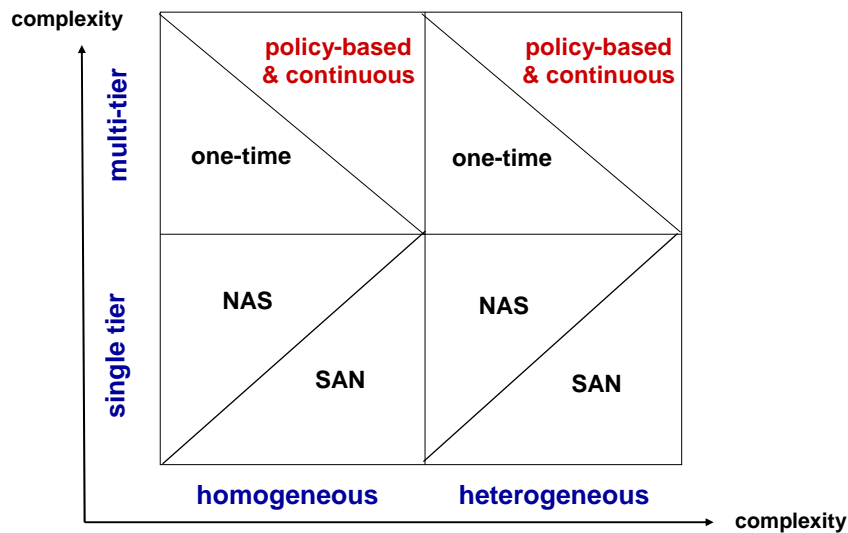 complexity
policy-based
& continuous
policy-based
& continuous
multi-tier
one-time
one-time
single tier
NAS
NAS
SAN
SAN
homogeneous
heterogeneous
complexity